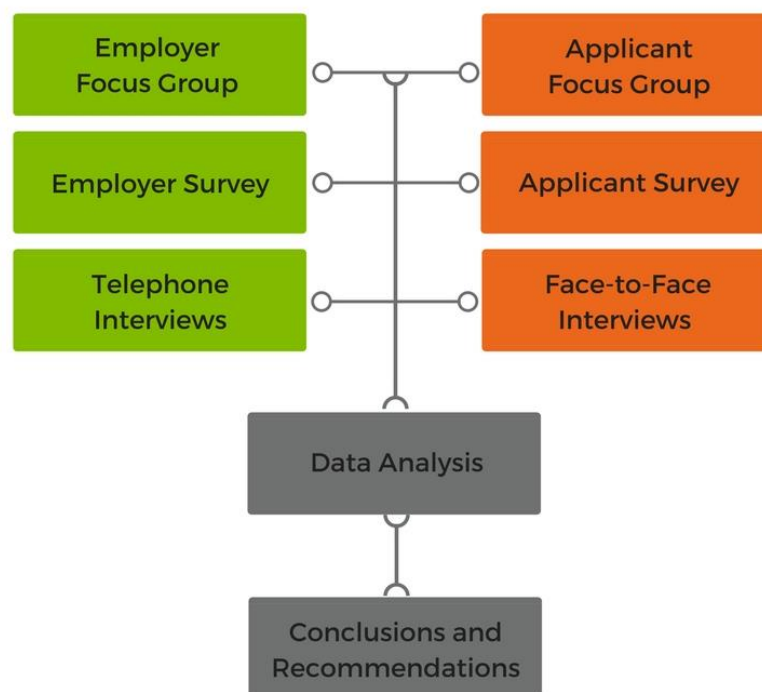 Employer
Focus Group
Applicant
Focus Group
Employer Survey
Applicant Survey
Telephone
Interviews
Face-to-Face
Interviews
Data Analysis
Conclusions and
Recommendations